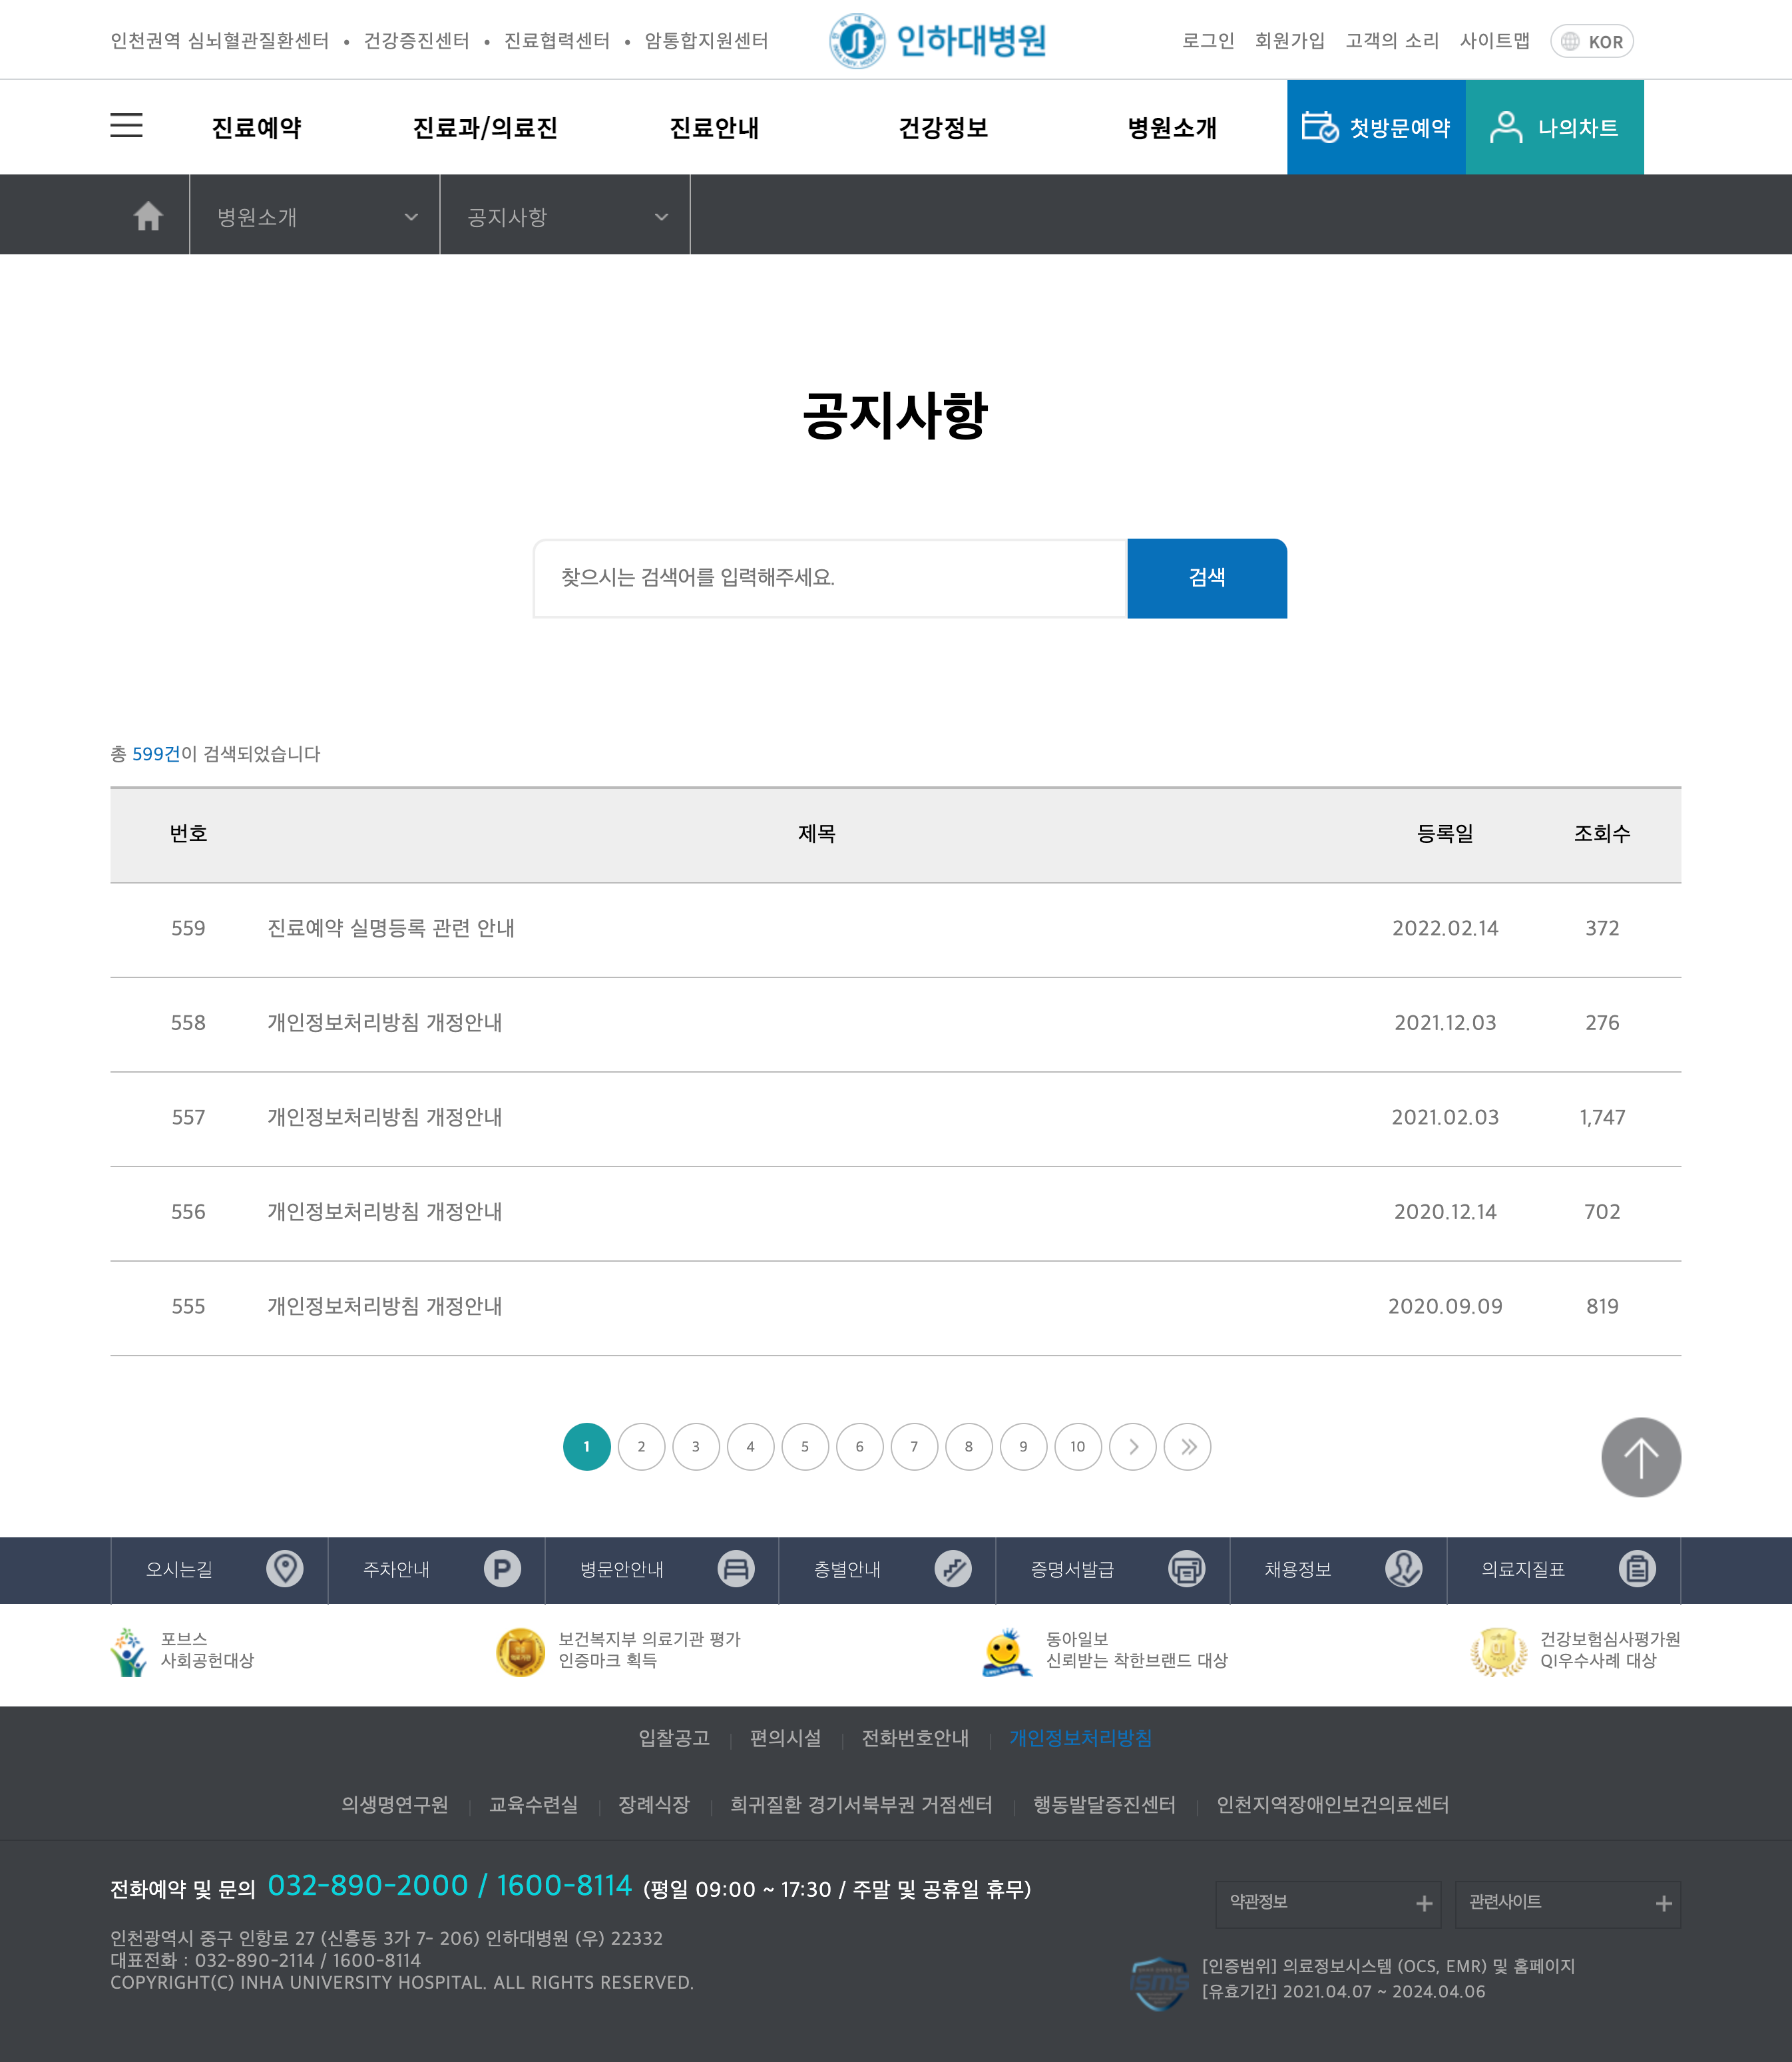 인천권역 심뇌혈관질환센터 • 건강증진센터 • 진료협력센터 • 암통합지원센터
인하대병원
로그인 회원가입 고객의 소리 사이트맵 KOR
진료예약 진료과/의료진 진료안내 건강정보 병원소개 첫방문예약 나의차트
병원소개 공지사항
공지사항
찾으시는 검색어를 입력해주세요. 검색
총 599건이 검색되었습니다
번호 제목 등록일 조회수
559 진료예약 실명등록 관련 안내 2022.02.14 372
558 개인정보처리방침 개정안내 2021.12.03 276
557 개인정보처리방침 개정안내 2021.02.03 1,747
556 개인정보처리방침 개정안내 2020.12.14 702
555 개인정보처리방침 개정안내 2020.09.09 819
1 2 3 4 5 6 7 8 9 10
오시는길 주차안내 P 병문안안내 층별안내 증명서발급 채용정보 의료지질표
포브스
사회공헌대상
보건복지부 의료기관 평가
인증마크 획득
동아일보
신뢰받는 착한브랜드 대상
QI
건강보험심사평가원
QI우수사례 대상
입찰공고 편의시설 전화번호안내 개인정보처리방침
의생명연구원 교육수련실 장례식장 희귀질환 경기서북부권 거점센터 행동발달증진센터 인천지역장애인보건의료센터
전화예약 및 문의 032-890-2000 / 1600-8114 (평일 09:00 ~ 17:30 / 주말 및 공휴일 휴무)
약관정보 관련사이트
인천광역시 중구 인항로 27 (신흥동 3가 7- 206) 인하대병원 (우) 22332
대표전화 : 032-890-2114 / 1600-8114
COPYRIGHT(C) INHA UNIVERSITY HOSPITAL. ALL RIGHTS RESERVED.
isms
[인증범위] 의료정보시스템 (OCS, EMR) 및 홈페이지
[유효기간] 2021.04.07 ~ 2024.04.06